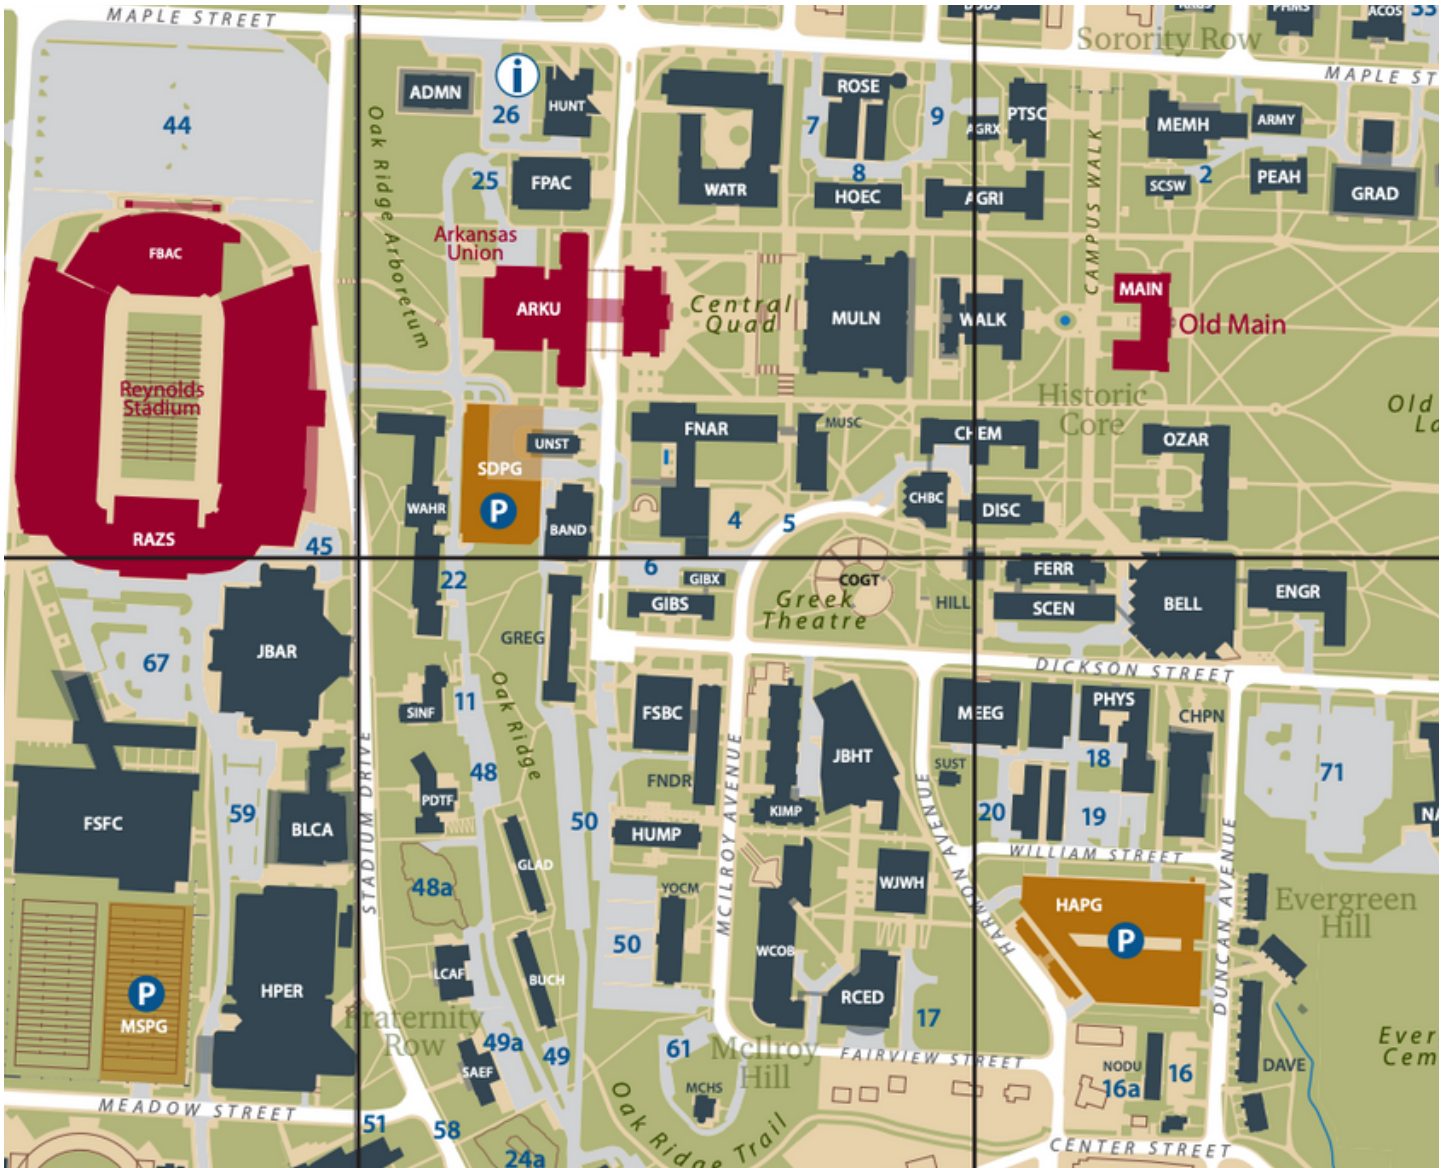 MAPLE STREET
Sorority Row
PHMS
ACOS
MAPLE ST
44
ADMN
i
26
HUNT
ROSE
7
9
AGRX
PTSC
MEMH
ARMY
25
FPAC
WATR
8
HOEC
AGRI
SCSW
2
PEAH
GRAD
CAMPUS WALK
Oak Ridge Arboretum
FBAC
Arkansas
Union
ARKU
Central
Quad
MULN
WALK
MAIN
Old Main
Reynolds
Stadium
Historic
Core
Old
La
UNST
SDPG
P
FNAR
MUSC
CHEM
OZAR
WAHR
BAND
4
5
CHBC
DISC
RAZS
45
22
6
GIBX
GIBS
COGT
Greek
Theatre
HILL
FERR
SCEN
BELL
ENGR
JBAR
67
GREG
DICKSON STREET
SINF
11
Oak Ridge
FSBC
JBHT
MEEG
PHYS
CHPN
FNDR
SUST
18
71
48
PDTF
59
BLCA
FSFC
50
HUMP
KIMP
20
19
NA
STADIUM DRIVE
MCILROY AVENUE
HARMON AVENUE
WILLIAM STREET
DUNCAN AVENUE
GLAD
48a
YOCM
WJWH
HAPG
P
Evergreen
Hill
50
WCOB
LCAF
BUCH
HPER
P
MSPG
RCED
17
Fraternity
Row
49a
49
61
McIlroy
Hill
FAIRVIEW STREET
SAEF
MCHS
NODU
16a
16
DAVE
Ever
Cem
MEADOW STREET
51
58
24a
Oak Ridge Trail
CENTER STREET